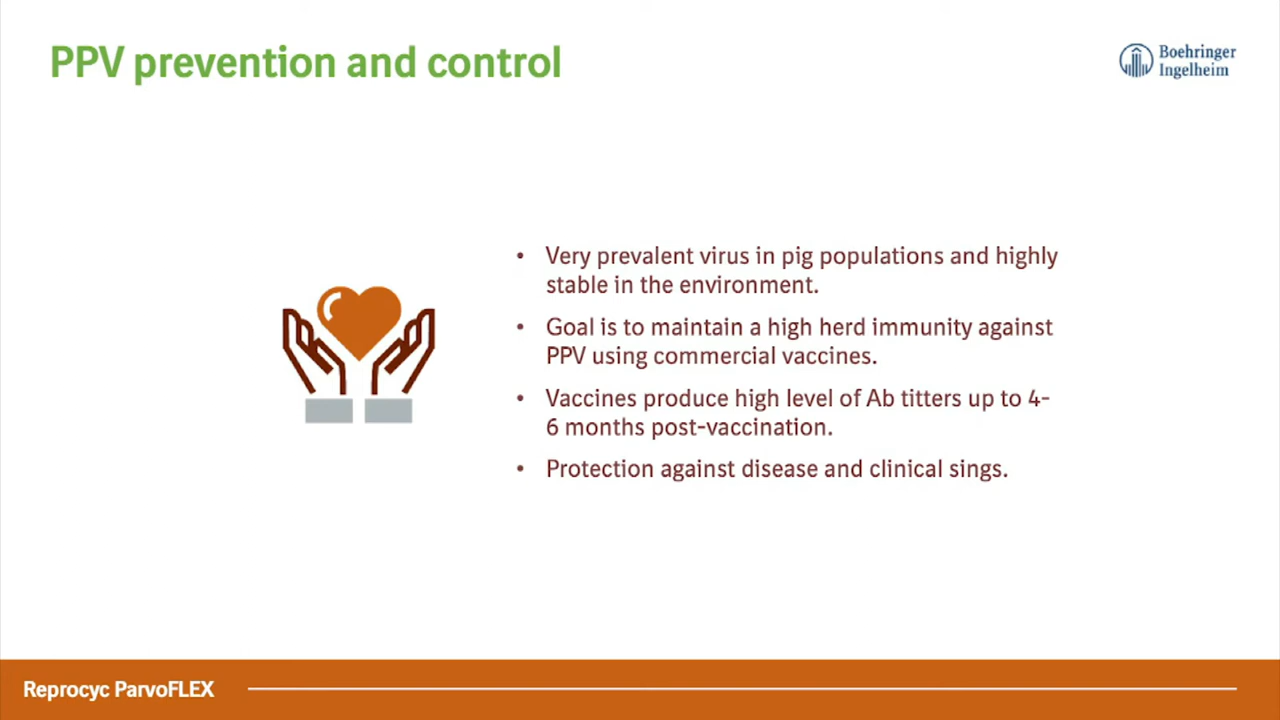 PPV prevention and control
Boehringer
Ingelheim
• Very prevalent virus in pig populations and highly
stable in the environment.
• Goal is to maintain a high herd immunity against
PPV using commercial vaccines.
• Vaccines produce high level of Ab titters up to 4-
6 months post-vaccination.
• Protection against disease and clinical sings.
Reprocyc ParvoFLEX